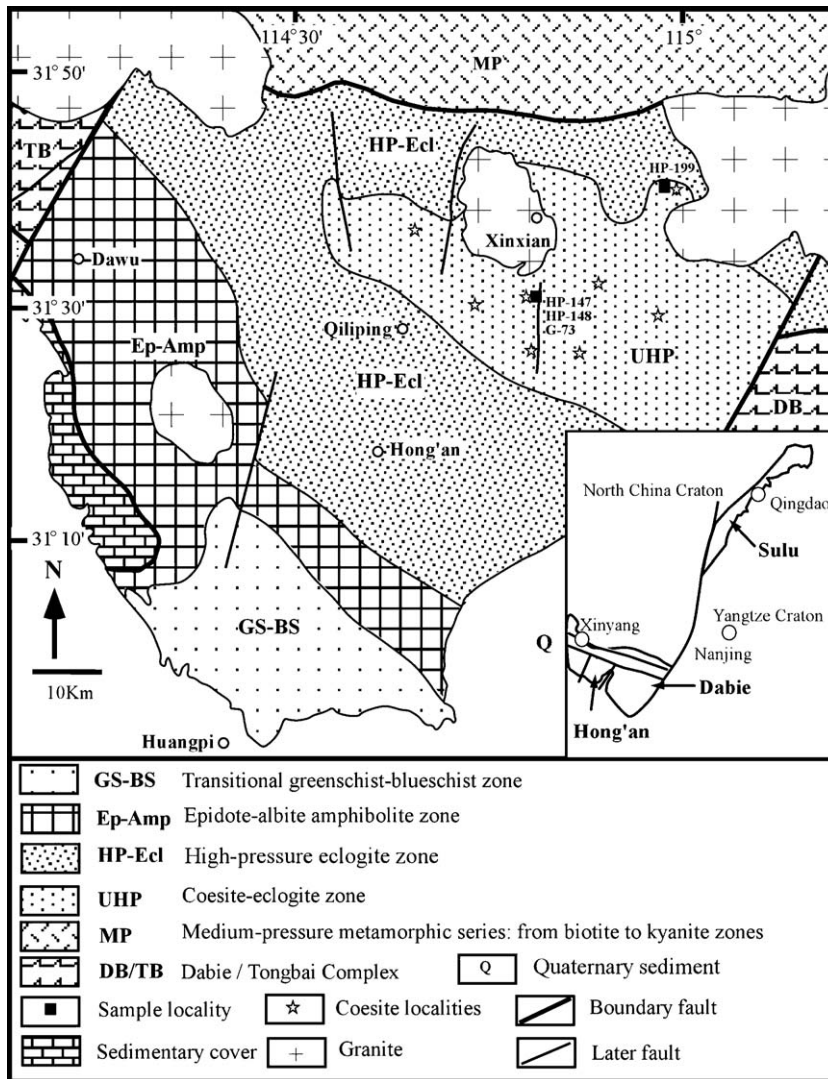 114°30'
115°
31°50'
MP
TB
HP-Ecl
HP-199
Xinxian
Dawu
31°30'
HP-147
HP-148
G-73
Qiliping
Ep-Amp
UHP
HP-Ecl
DB
Hong'an
North China Craton
Qingdao
31°10'
Sulu
N
GS-BS
Xinyang
Yangtze Craton
Q
Nanjing
10Km
Dabie
Huangpi
Hong'an
GS-BS Transitional greenschist-blueschist zone
Ep-Amp Epidote-albite amphibolite zone
HP-Ecl High-pressure eclogite zone
UHP Coesite-eclogite zone
MP Medium-pressure metamorphic series: from biotite to kyanite zones
DB/TB Dabie / Tongbai Complex Q Quaternary sediment
Sample locality Coesite localities Boundary fault
Sedimentary cover Granite Later fault